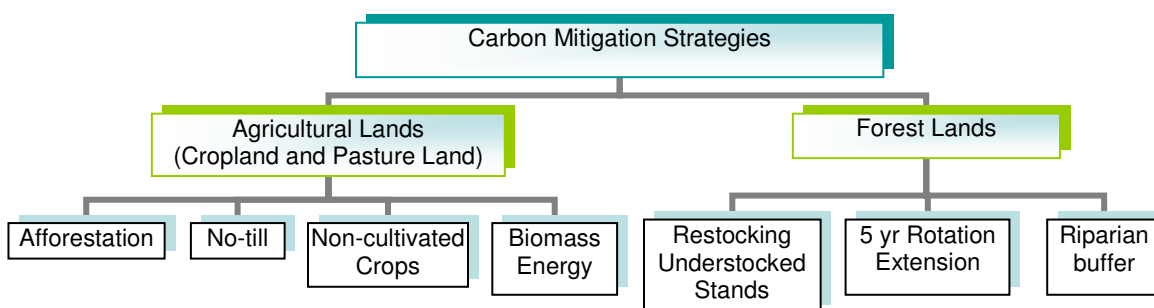 Carbon Mitigation Strategies
Agricultural Lands
(Cropland and Pasture Land)
Forest Lands
Afforestation
No-till
Non-cultivated
Crops
Biomass
Energy
Restocking
Understocked
Stands
5 yr Rotation
Extension
Riparian
buffer